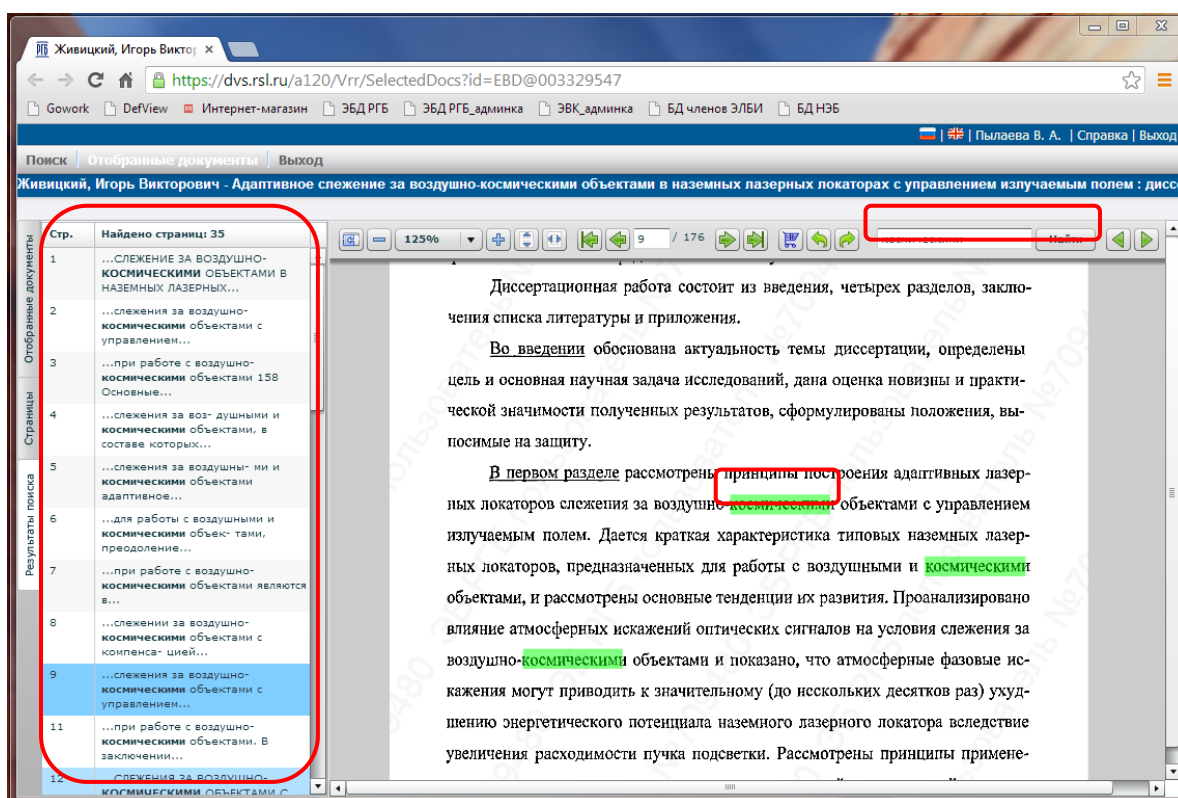 Живицкий, Игорь Виктор
https://dvs.rsl.ru/a120/Vrr/SelectedDocs?id=EBD@003329547
Gowork DefView Интернет-магазин ЭБД РГБ ЭБД РГБ_админка ЭВК_админка БД членов ЭЛБИ БД НЭБ
| Пылаева В. А. | Справка | Выход
Поиск | Отобранные документы | Выход
Живицкий, Игорь Викторович - Адаптивное слежение за воздушно-космическими объектами в наземных лазерных локаторах с управлением излучаемым полем : диссе
Отобранные документы
Страницы
Результаты поиска
Стр. Найдено страниц: 35
1 ...СЛЕЖЕНИЕ ЗА ВОЗДУШНО-
КОСМИЧЕСКИМИ ОБЪЕКТАМИ В
НАЗЕМНЫХ ЛАЗЕРНЫХ...
2 ...слежения за воздушно-
космическими объектами с
управлением...
3 ...при работе с воздушно-
космическими объектами 158
Основные...
4 ...слежения за воз- душными и
космическими объектами, в
составе которых...
5 ...слежения за воздушны- ми и
космическими объектами
адаптивное...
6 ...для работы с воздушными и
космическими объек- тами,
преодоление...
7 ...при работе с воздушно-
космическими объектами являются
в...
8 ...слежении за воздушно-
космическими объектами с
компенса- цией...
9 ...слежения за воздушно-
космическими объектами с
управлением...
11 ...при работе с воздушно-
космическими объектами. В
заключении...
12 ...СЛЕЖЕНИЯ ЗА ВОЗДУШНО-
КОСМИЧЕСКИМИ ОБЪЕКТАМИ С
125% 9 / 176 космическими Найти
Диссертационная работа состоит из введения, четырех разделов, заклю-
чения списка литературы и приложения.
Во введении обоснована актуальность темы диссертации, определены
цель и основная научная задача исследований, дана оценка новизны и практи-
ческой значимости полученных результатов, сформулированы положения, вы-
носимые на защиту.
В первом разделе рассмотрены принципы построения адаптивных лазер-
ных локаторов слежения за воздушно-космическими объектами с управлением
излучаемым полем. Дается краткая характеристика типовых наземных лазер-
ных локаторов, предназначенных для работы с воздушными и космическими
объектами, и рассмотрены основные тенденции их развития. Проанализировано
влияние атмосферных искажений оптических сигналов на условия слежения за
воздушно-космическими объектами и показано, что атмосферные фазовые ис-
кажения могут приводить к значительному (до нескольких десятков раз) ухуд-
шению энергетического потенциала наземного лазерного локатора вследствие
увеличения расходимости пучка подсветки. Рассмотрены принципы примене-